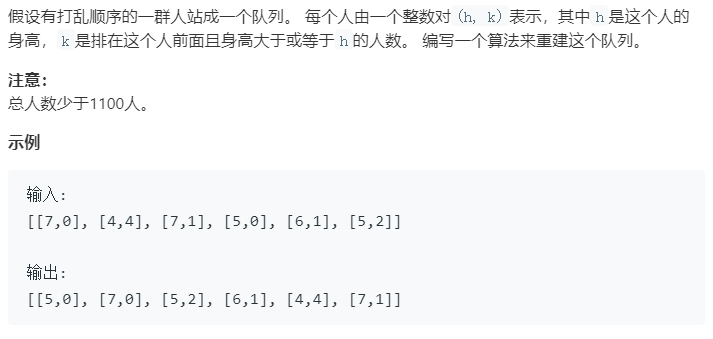 假设有打乱顺序的一群人站成一个队列。 每个人由一个整数对 (h, k) 表示，其中 h 是这个人的
身高， k 是排在这个人前面且身高大于或等于 h 的人数。 编写一个算法来重建这个队列。
注意：
总人数少于1100人。
示例
输入:
[[7,0], [4,4], [7,1], [5,0], [6,1], [5,2]]
输出:
[[5,0], [7,0], [5,2], [6,1], [4,4], [7,1]]